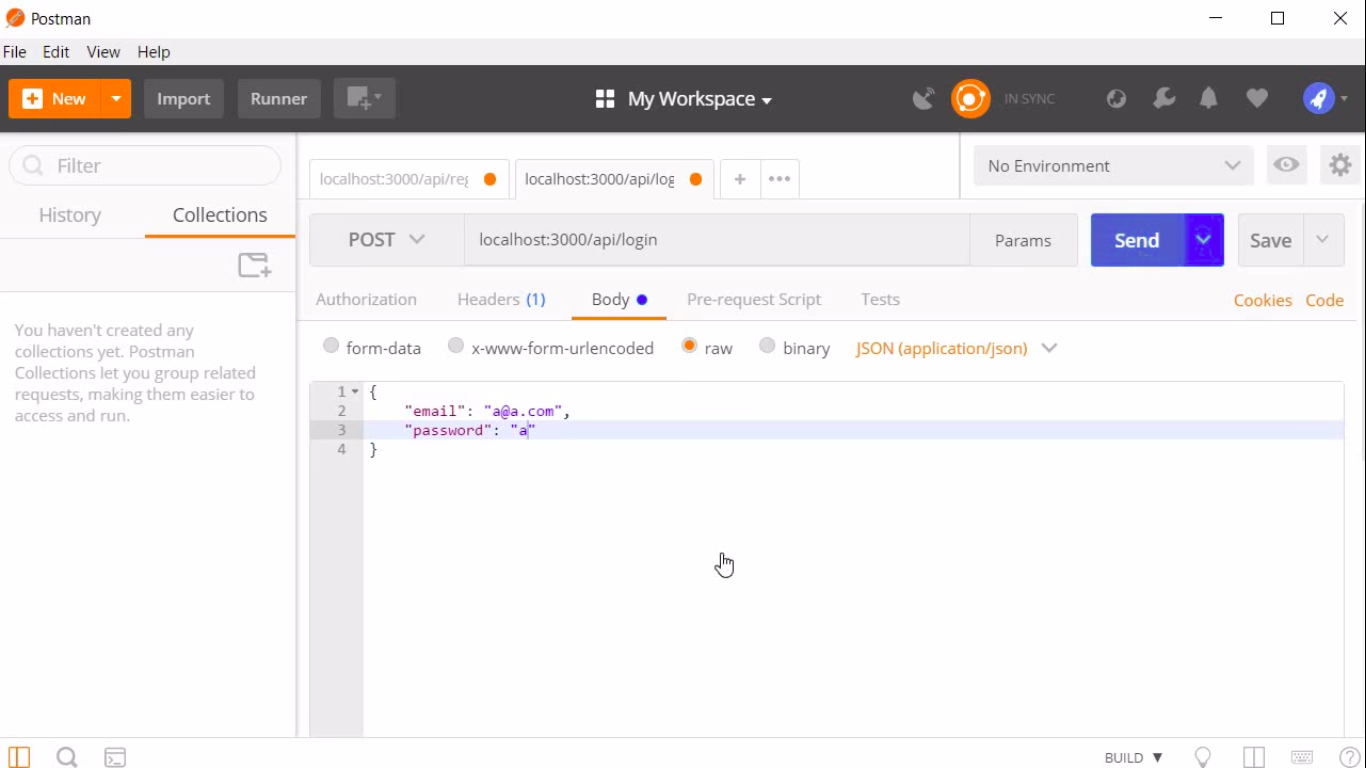 Postman
File Edit View Help
New Import Runner My Workspace IN SYNC
Filter
History Collections
You haven't created any
collections yet. Postman
Collections let you group related
requests, making them easier to
access and run.
localhost:3000/api/reg localhost:3000/api/log + ••• No Environment
POST localhost:3000/api/login Params Send Save
Authorization Headers (1) Body Pre-request Script Tests Cookies Code
form-data x-www-form-urlencoded raw binary JSON (application/json)
1 {
2 "email": "a@a.com",
3 "password": "a"
4 }
BUILD